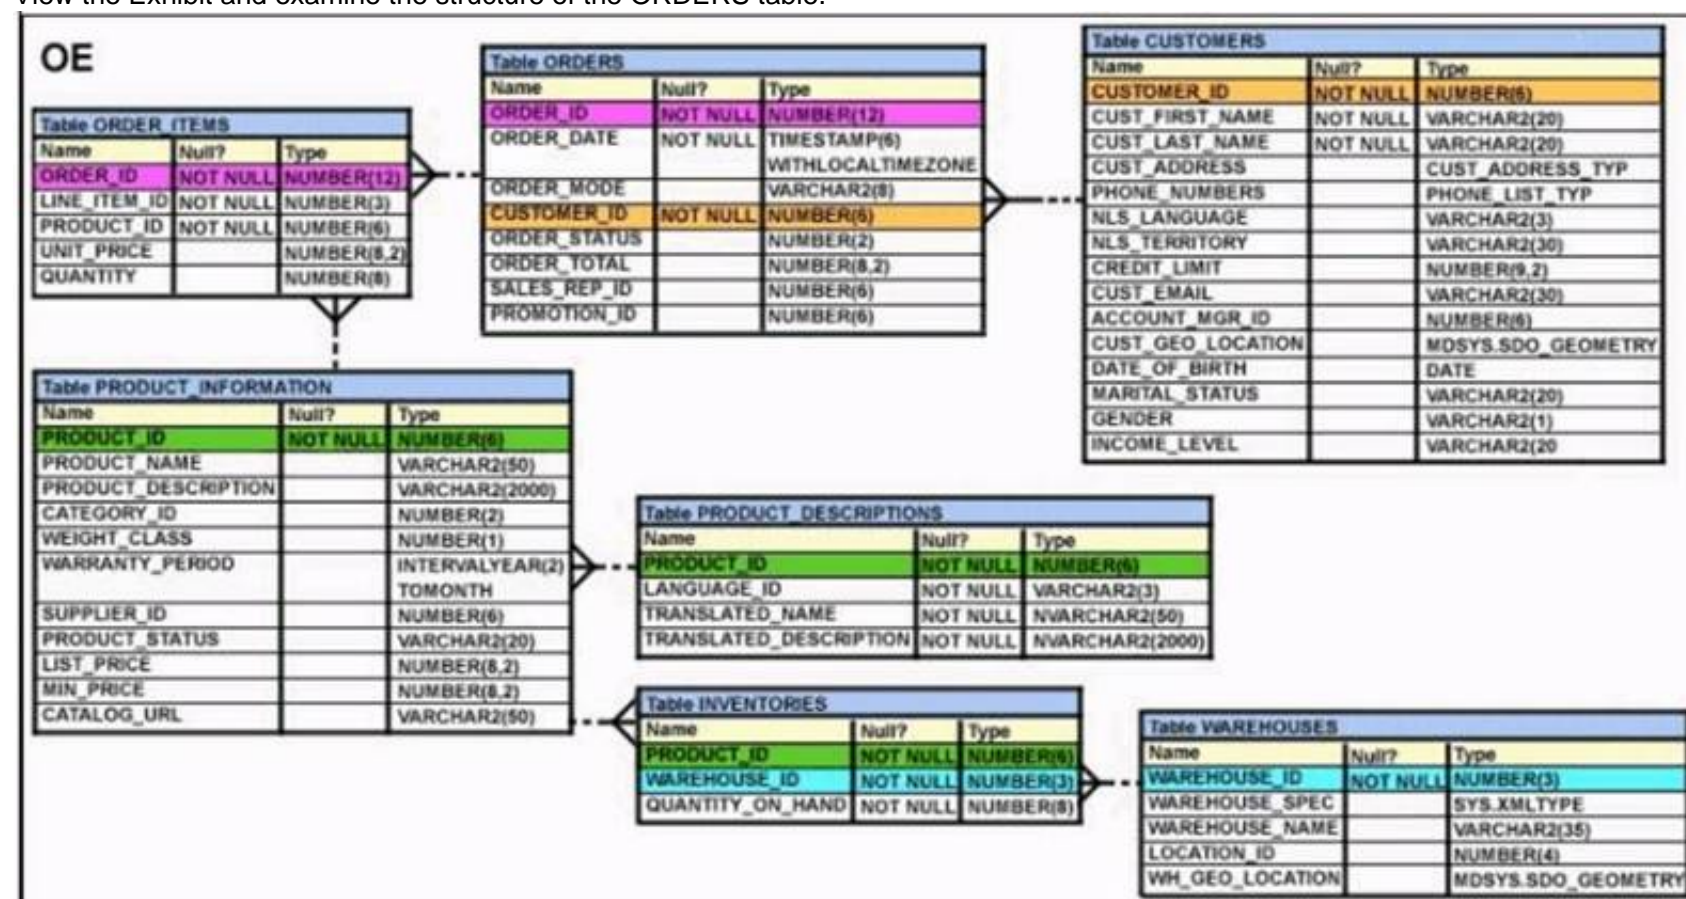 View the Exhibit and examine the structure of the ORDERS table.
OE
Table ORDER_ITEMS
Name Null? Type
ORDER_ID NOT NULL NUMBER(12)
LINE_ITEM_ID NOT NULL NUMBER(3)
PRODUCT_ID NOT NULL NUMBER(6)
UNIT_PRICE NUMBER(8,2)
QUANTITY NUMBER(8)
Table ORDERS
Name Null? Type
ORDER_ID NOT NULL NUMBER(12)
ORDER_DATE NOT NULL TIMESTAMP(6)
WITHLOCALTIMEZONE
ORDER_MODE VARCHAR2(8)
CUSTOMER_ID NOT NULL NUMBER(6)
ORDER_STATUS NUMBER(2)
ORDER_TOTAL NUMBER(8,2)
SALES_REP_ID NUMBER(6)
PROMOTION_ID NUMBER(6)
Table CUSTOMERS
Name Null? Type
CUSTOMER_ID NOT NULL NUMBER(6)
CUST_FIRST_NAME NOT NULL VARCHAR2(20)
CUST_LAST_NAME NOT NULL VARCHAR2(20)
CUST_ADDRESS CUST_ADDRESS_TYP
PHONE_NUMBERS PHONE_LIST_TYP
NLS_LANGUAGE VARCHAR2(3)
NLS_TERRITORY VARCHAR2(30)
CREDIT_LIMIT NUMBER(9,2)
CUST_EMAIL VARCHAR2(30)
ACCOUNT_MGR_ID NUMBER(6)
CUST_GEO_LOCATION MDSYS.SDO_GEOMETRY
DATE_OF_BIRTH DATE
MARITAL_STATUS VARCHAR2(20)
GENDER VARCHAR2(1)
INCOME_LEVEL VARCHAR2(20
Table PRODUCT_INFORMATION
Name Null? Type
PRODUCT_ID NOT NULL NUMBER(6)
PRODUCT_NAME VARCHAR2(50)
PRODUCT_DESCRIPTION VARCHAR2(2000)
CATEGORY_ID NUMBER(2)
WEIGHT_CLASS NUMBER(1)
WARRANTY_PERIOD INTERVALYEAR(2)
TOMONTH
SUPPLIER_ID NUMBER(6)
PRODUCT_STATUS VARCHAR2(20)
LIST_PRICE NUMBER(8,2)
MIN_PRICE NUMBER(8,2)
CATALOG_URL VARCHAR2(50)
Table PRODUCT_DESCRIPTIONS
Name Null? Type
PRODUCT_ID NOT NULL NUMBER(6)
LANGUAGE_ID NOT NULL VARCHAR2(3)
TRANSLATED_NAME NOT NULL NVARCHAR2(50)
TRANSLATED_DESCRIPTION NOT NULL NVARCHAR2(2000)
Table INVENTORIES
Name Null? Type
PRODUCT_ID NOT NULL NUMBER(6)
WAREHOUSE_ID NOT NULL NUMBER(3)
QUANTITY_ON_HAND NOT NULL NUMBER(8)
Table WAREHOUSES
Name Null? Type
WAREHOUSE_ID NOT NULL NUMBER(3)
WAREHOUSE_SPEC SYS.XMLTYPE
WAREHOUSE_NAME VARCHAR2(35)
LOCATION_ID NUMBER(4)
WH_GEO_LOCATION MDSYS.SDO_GEOMETRY